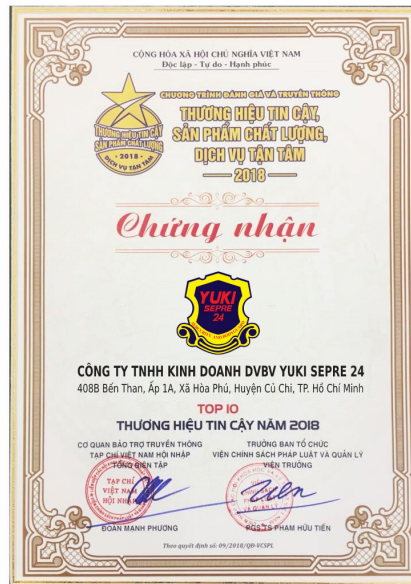 CỘNG HÒA XÃ HỘI CHỦ NGHĨA VIỆT NAM
Độc lập - Tự do - Hạnh phúc
CHƯƠNG TRÌNH ĐÁNH GIÁ VÀ TRUYỀN THÔNG
THƯƠNG HIỆU TIN CẬY,
SẢN PHẨM CHẤT LƯỢNG,
DỊCH VỤ TẬN TÂM
2018
THƯƠNG HIỆU TIN CẬY
SẢN PHẨM CHẤT LƯỢNG
2018
DỊCH VỤ TẬN TÂM
Chứng nhận
YUKI
SEPRE
24
CÔNG TY TNHH KINH DOANH DVBV YUKI SEPRE 24
408B Bến Than, Ấp 1A, Xã Hòa Phú, Huyện Củ Chi, TP. Hồ Chí Minh
TOP 10
THƯƠNG HIỆU TIN CẬY NĂM 2018
CƠ QUAN BẢO TRỢ TRUYỀN THÔNG
TẠP CHÍ VIỆT NAM HỘI NHẬP
TỔNG BIÊN TẬP
TẠP CHÍ
VIỆT NAM
HỘI NHẬP
ĐOÀN MẠNH PHƯƠNG
TRƯỞNG BAN TỔ CHỨC
VIỆN CHÍNH SÁCH PHÁP LUẬT VÀ QUẢN LÝ
VIỆN TRƯỞNG
PGS.TS PHẠM HỮU TIẾN
Theo quyết định số: 09/2018/QĐ-VCSPL